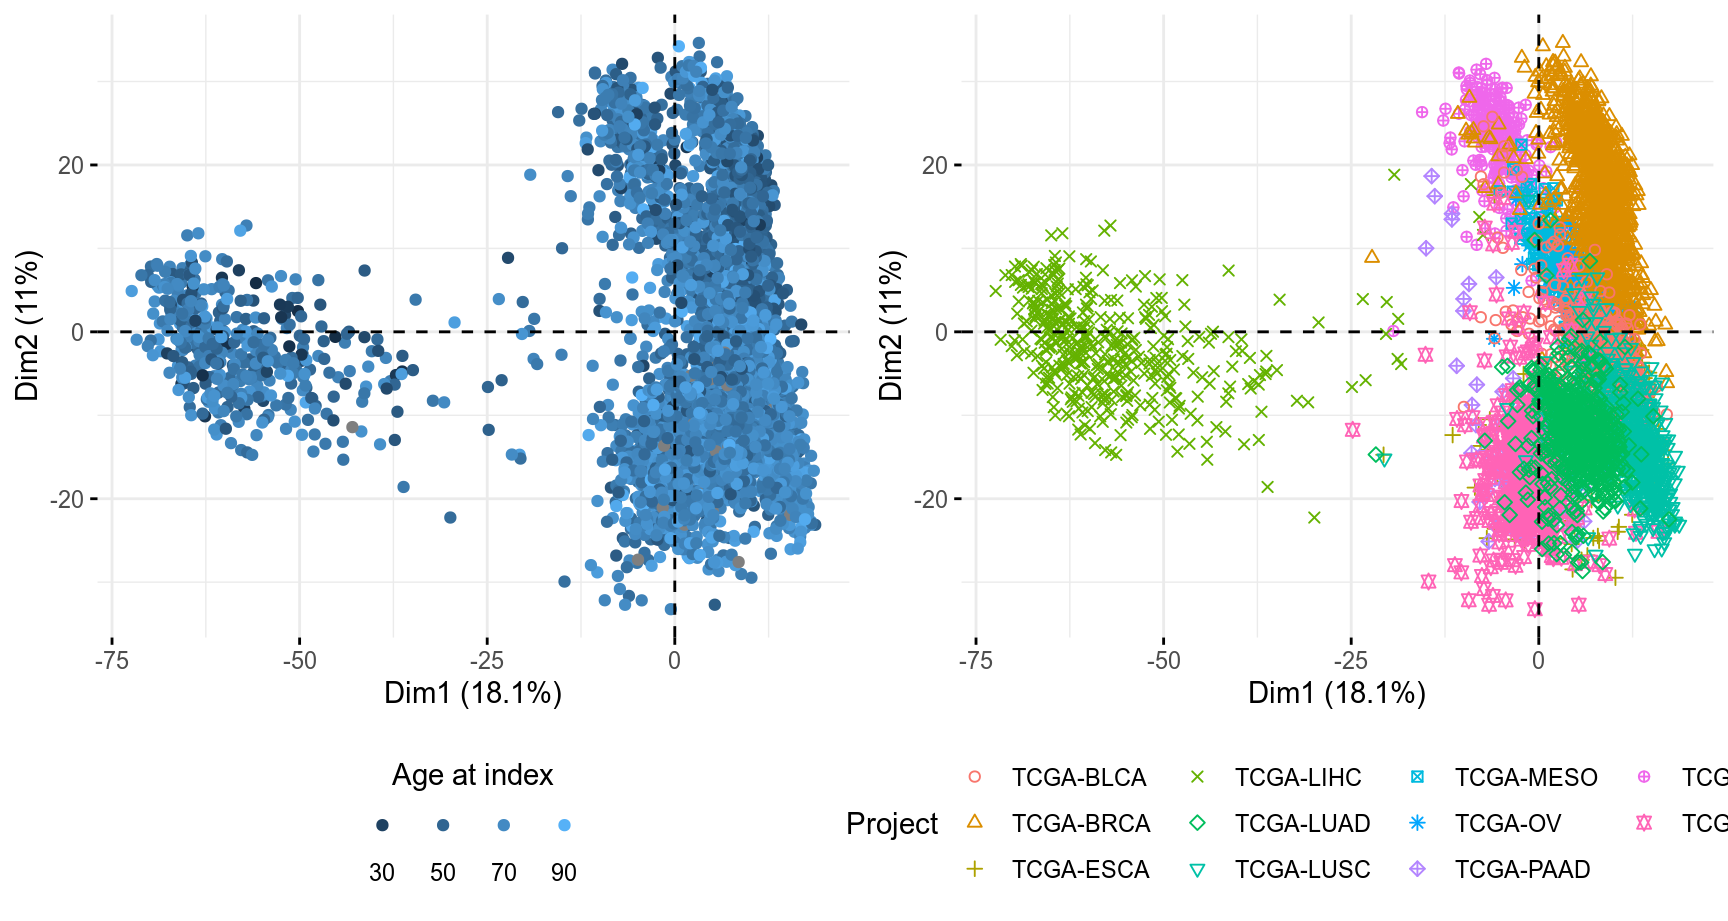 Dim2 (11%)
20
0
-20
-75
-50
-25
0
Dim1 (18.1%)
Age at index
30
50
70
90
Dim2 (11%)
20
0
-20
-75
-50
-25
0
Dim1 (18.1%)
Project
TCGA-BLCA
TCGA-BRCA
TCGA-ESCA
TCGA-LIHC
TCGA-LUAD
TCGA-LUSC
TCGA-MESO
TCGA-OV
TCGA-PAAD